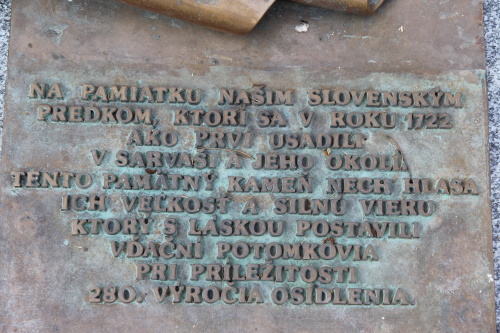 NA PAMIATKU NAŠIM SLOVENSKÝM
PREDKOM, KTORÍ SA V ROKU 1722
AKO PRVÍ USADILI
V SARVAŠI A JEHO OKOLÍ.
TENTO PAMÄTNÝ KAMEŇ NECH HLÁSA
ICH VEĽKOSŤ A SILNÚ VIERU
KTORÝ S LÁSKOU POSTAVILI
VĎAČNÍ POTOMKOVIA
PRI PRÍLEŽITOSTI
280. VÝROČIA OSÍDLENIA.